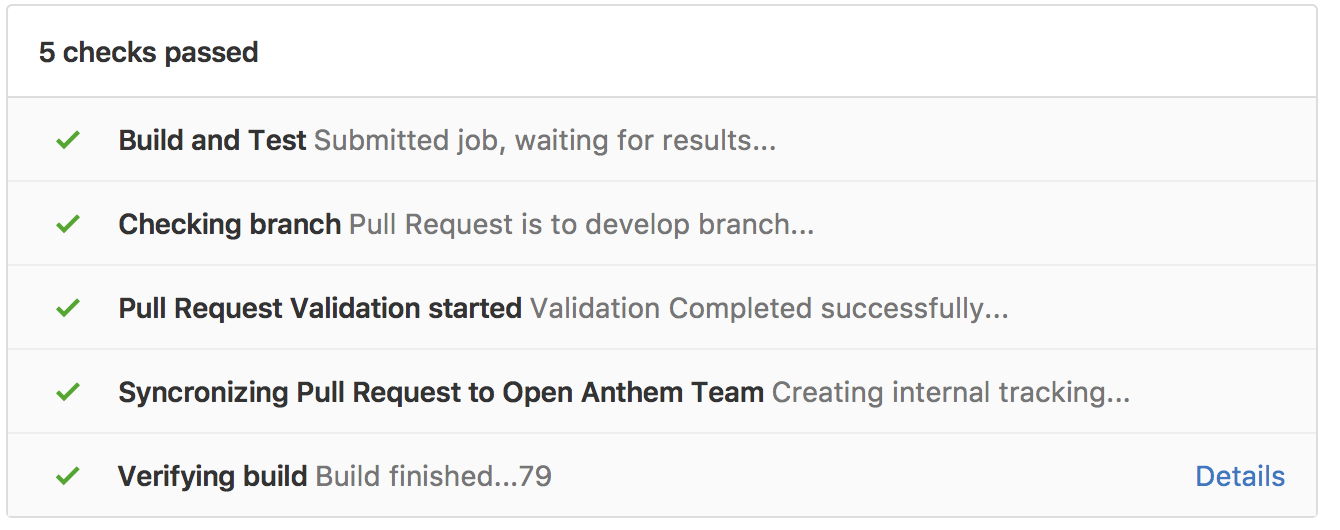 5 checks passed
Build and Test Submitted job, waiting for results...
Checking branch Pull Request is to develop branch...
Pull Request Validation started Validation Completed successfully...
Syncronizing Pull Request to Open Anthem Team Creating internal tracking...
Verifying build Build finished...79 Details